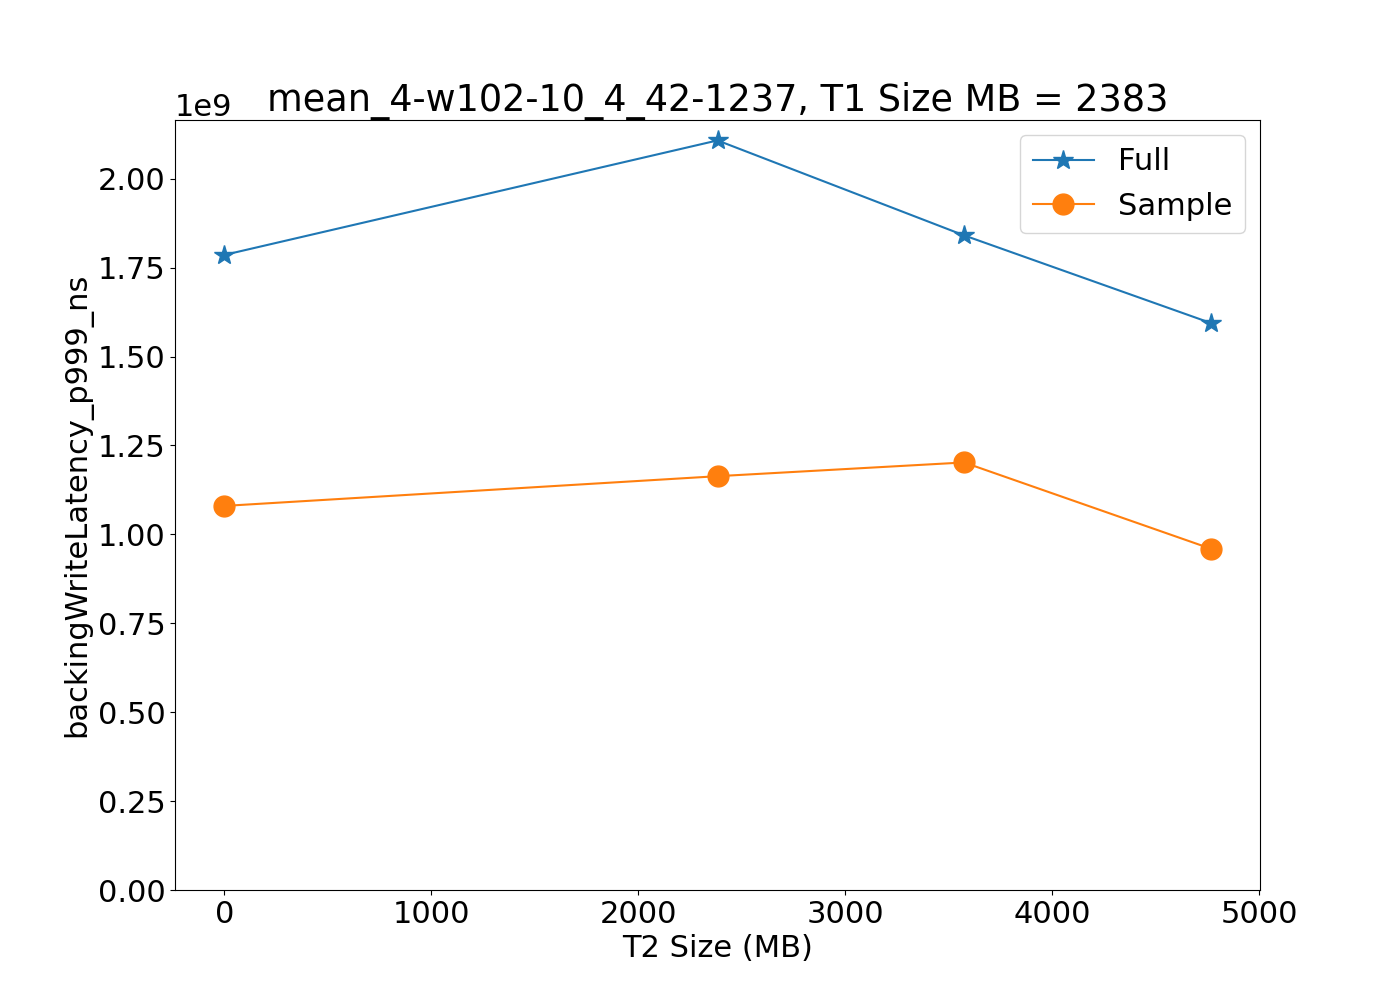 mean_4-w102-10_4_42-1237, T1 Size MB = 2383
1e9
Full
Sample
2.00
1.75
1.50
1.25
1.00
0.75
0.50
0.25
0.00
backingWriteLatency_p999_ns
0 1000 2000 3000 4000 5000
T2 Size (MB)